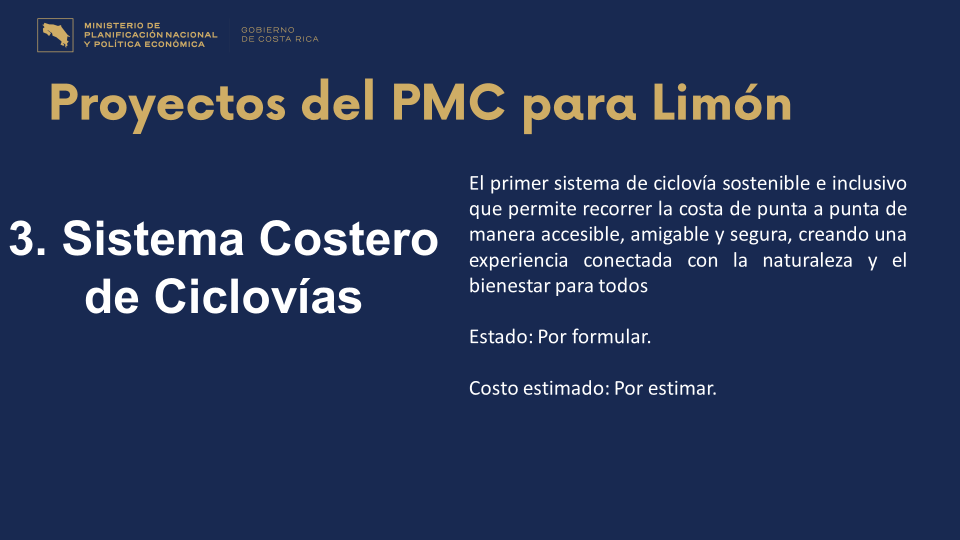 MINISTERIO DE
PLANIFICACIÓN NACIONAL
Y POLÍTICA ECONÓMICA
GOBIERNO
DE COSTA RICA
Proyectos del PMC para Limón
3. Sistema Costero
de Ciclovías
El primer sistema de ciclovía sostenible e inclusivo
que permite recorrer la costa de punta a punta de
manera accesible, amigable y segura, creando una
experiencia conectada con la naturaleza y el
bienestar para todos
Estado: Por formular.
Costo estimado: Por estimar.